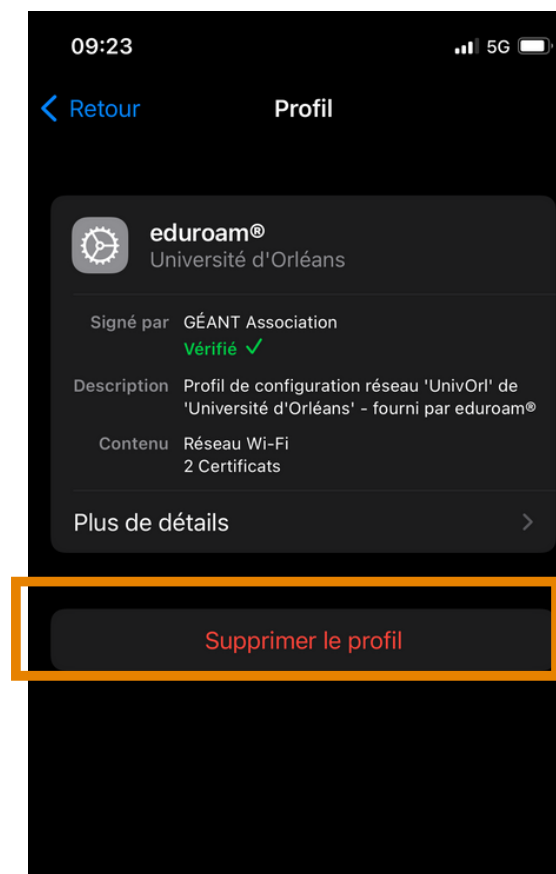 09:23 5G
Retour Profil
eduroam®
Université d'Orléans
Signé par GÉANT Association
Vérifié ✓
Description Profil de configuration réseau 'UnivOrl' de
'Université d'Orléans' - fourni par eduroam®
Contenu Réseau Wi-Fi
2 Certificats
Plus de détails
Supprimer le profil